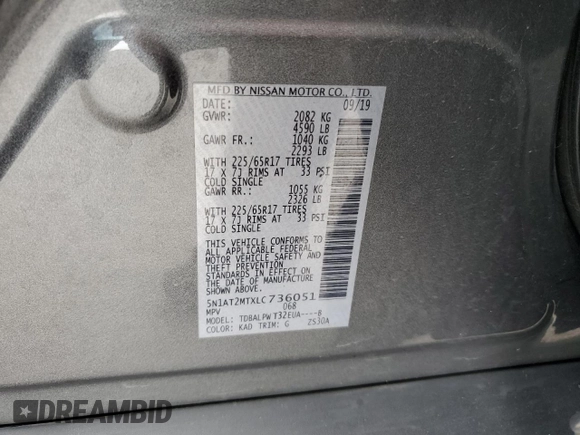 MFD BY NISSAN MOTOR CO., LTD.
DATE: 09/19
GVWR: 2082 KG
4590 LB
GAWR FR.: 1040 KG
2293 LB
WITH 225/65R17 TIRES
17 X 7J RIMS AT 33 PSI
COLD SINGLE
GAWR RR.: 1055 KG
2326 LB
WITH 225/65R17 TIRES
17 X 7J RIMS AT 33 PSI
COLD SINGLE
THIS VEHICLE CONFORMS TO
ALL APPLICABLE FEDERAL
MOTOR VEHICLE SAFETY AND
THEFT PREVENTION
STANDARDS IN EFFECT ON
THE DATE OF MANUFACTURE
SHOWN ABOVE.
5N1AT2MTXLC736051
MPV 068
MODEL: TDBALPW T32EUA----B
COLOR: KAD TRIM: G 2530A
DREAMBID